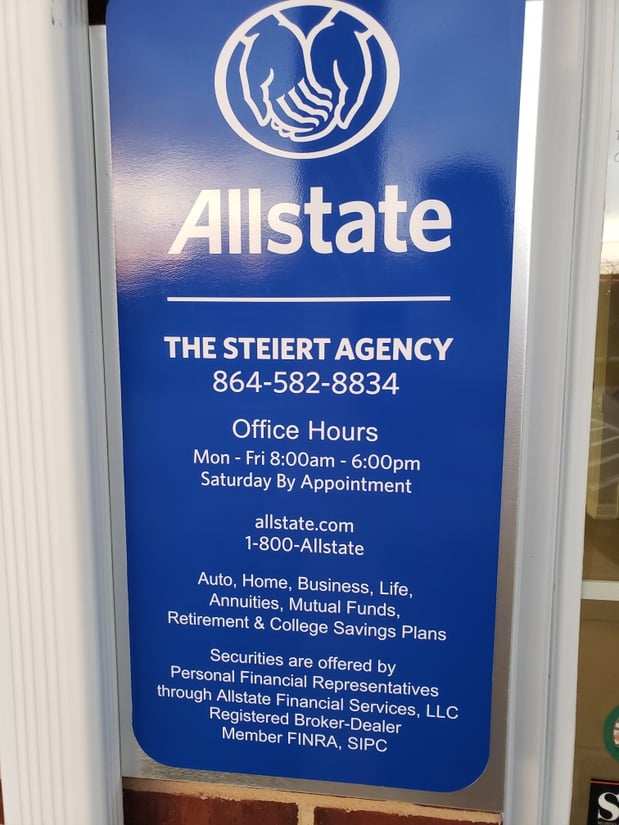 Allstate
THE STEIERT AGENCY
864-582-8834
Office Hours
Mon - Fri 8:00am - 6:00pm
Saturday By Appointment
allstate.com
1-800-Allstate
Auto, Home, Business, Life,
Annuities, Mutual Funds,
Retirement & College Savings Plans
Securities are offered by
Personal Financial Representatives
through Allstate Financial Services, LLC
Registered Broker-Dealer
Member FINRA, SIPC